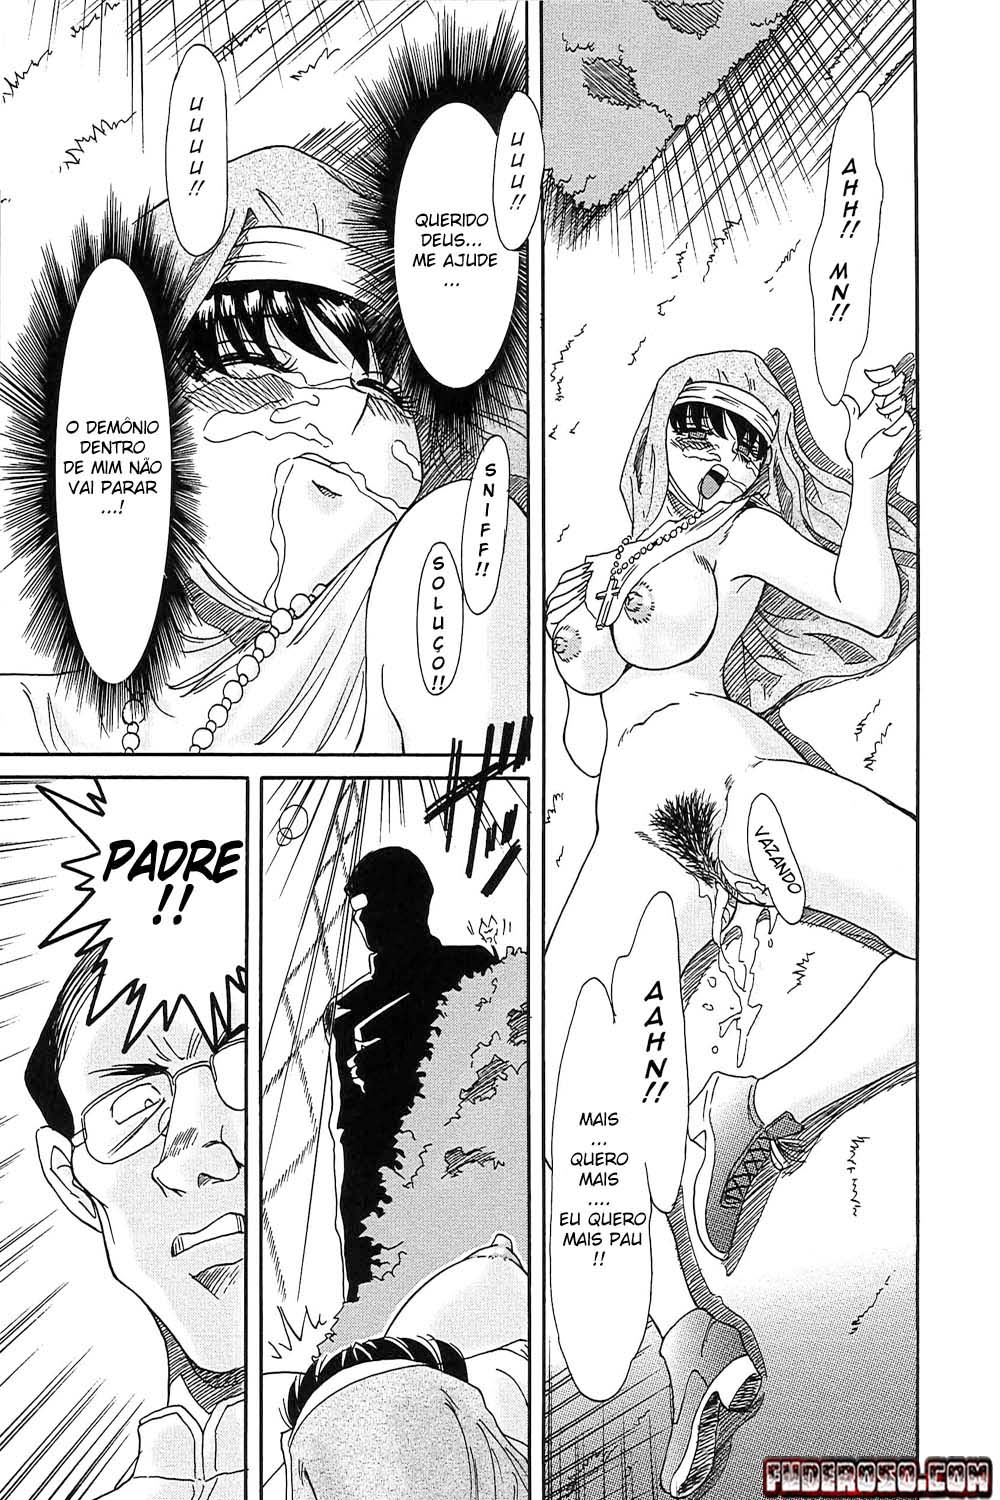 AHH!! MN!!
VAZANDO
AAHN!!
MAIS
...
QUERO
MAIS
....
EU QUERO
MAIS PAU
!!
UUU!!
QUERIDO
DEUS...
ME AJUDE
...
UUUU!!
SNIFF!!
SOLUÇO!!
O DEMÔNIO
DENTRO
DE MIM NÃO
VAI PARAR
...!
PADRE
!!
FUDEROSO.COM